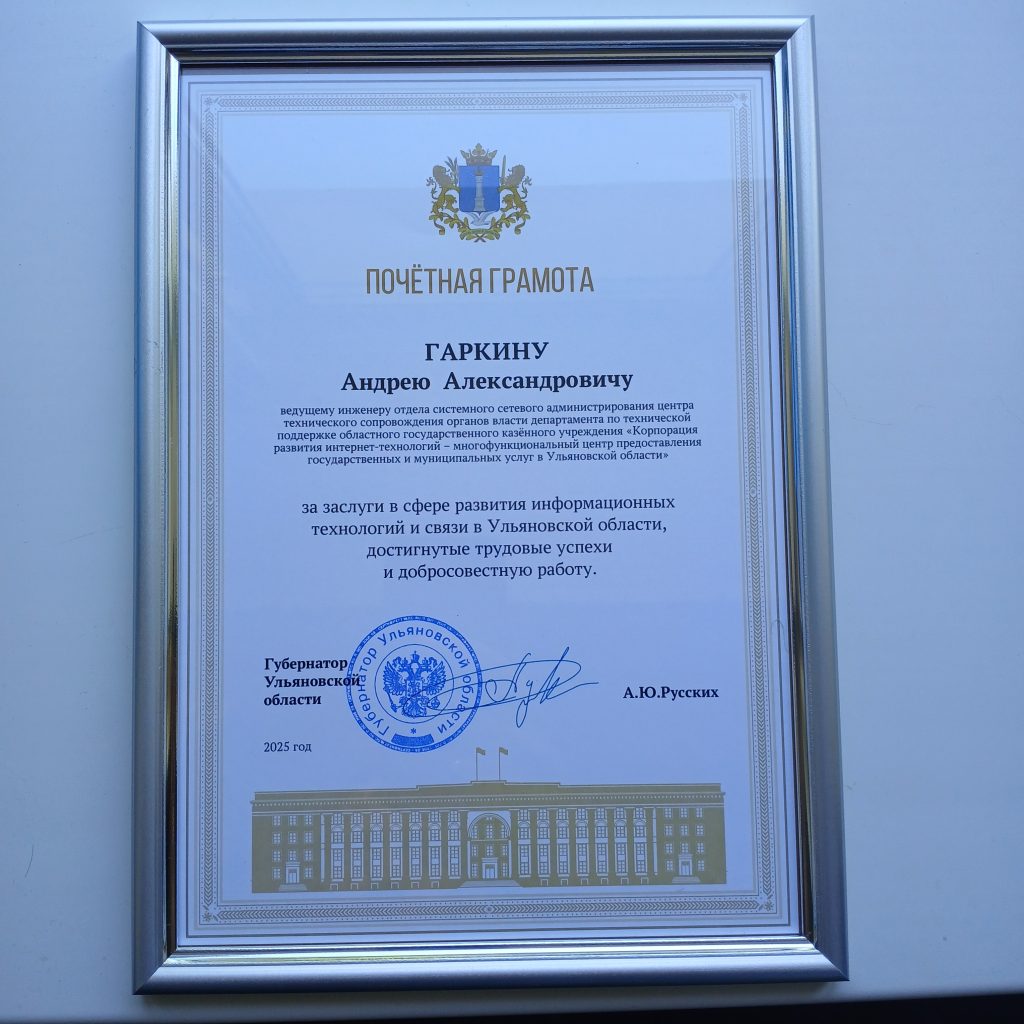 ПОЧЁТНАЯ ГРАМОТА
ГАРКИНУ
Андрею Александровичу
ведущему инженеру отдела системного сетевого администрирования центра
технического сопровождения органов власти департамента по технической
поддержке областного государственного казённого учреждения «Корпорация
развития интернет-технологий – многофункциональный центр предоставления
государственных и муниципальных услуг в Ульяновской области»
за заслуги в сфере развития информационных
технологий и связи в Ульяновской области,
достигнутые трудовые успехи
и добросовестную работу.
Губернатор
Ульяновской
области
Губернатор Ульяновской области
А.Ю.Русских
2025 год